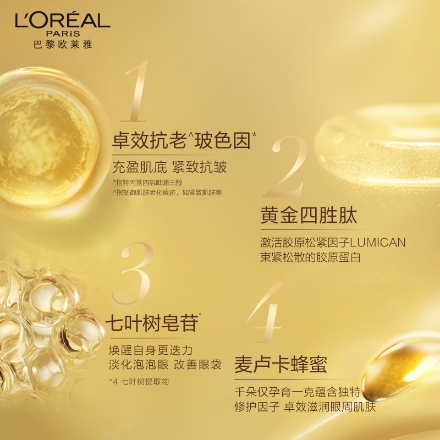 L'ORÉAL
PARIS
巴黎欧莱雅
1
卓效抗老^玻色因*
充盈肌底 紧致抗皱
2
黄金四胜肽
激活胶原松紧因子LUMICAN
束紧松散的胶原蛋白
3
七叶树皂苷*
焕醒自身更迭力
淡化泡泡眼 改善眼袋
*4 七叶树提取物
4
麦卢卡蜂蜜
千朵仅孕育一克蕴含独特
修护因子 卓效滋润眼周肌肤